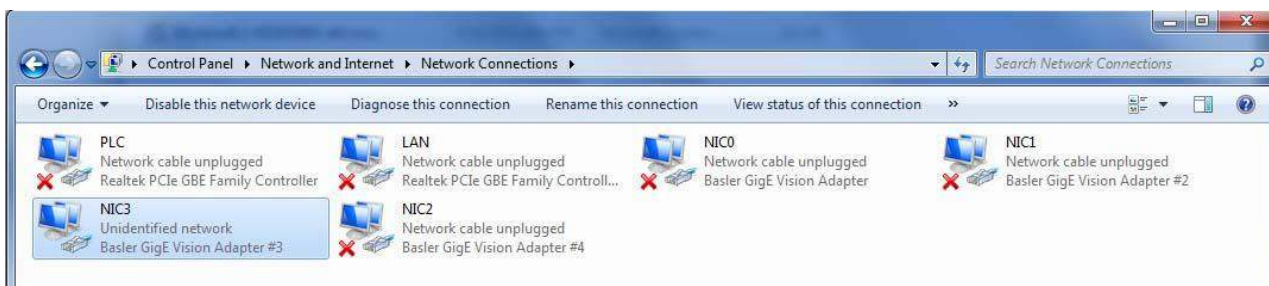 Control Panel ▸ Network and Internet ▸ Network Connections ▸
Search Network Connections
Organize ▾ Disable this network device Diagnose this connection Rename this connection View status of this connection »
PLC
Network cable unplugged
Realtek PCIe GBE Family Controller
LAN
Network cable unplugged
Realtek PCIe GBE Family Controll...
NIC0
Network cable unplugged
Basler GigE Vision Adapter
NIC1
Network cable unplugged
Basler GigE Vision Adapter #2
NIC3
Unidentified network
Basler GigE Vision Adapter #3
NIC2
Network cable unplugged
Basler GigE Vision Adapter #4